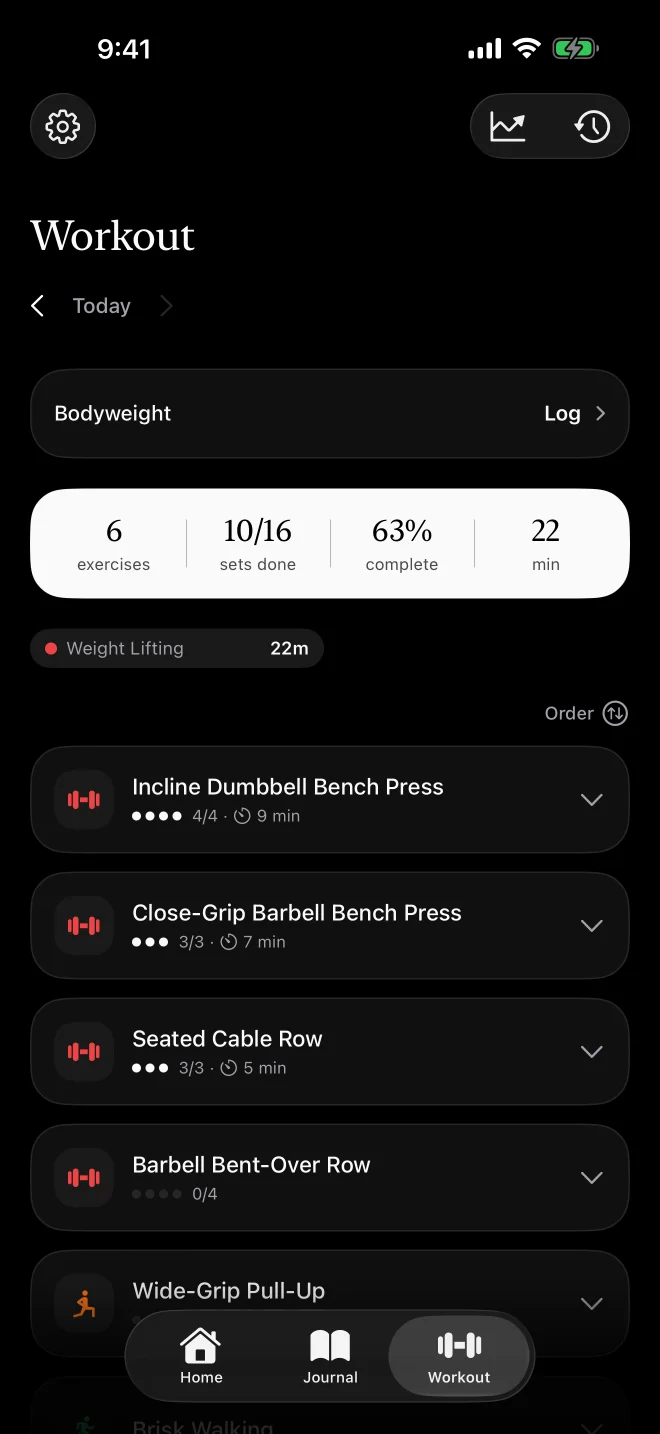 9:41
Workout
Today
Bodyweight Log
6 10/16 63% 22
exercises sets done complete min
Weight Lifting 22m
Order
Incline Dumbbell Bench Press
4/4 · 9 min
Close-Grip Barbell Bench Press
3/3 · 7 min
Seated Cable Row
3/3 · 5 min
Barbell Bent-Over Row
0/4
Wide-Grip Pull-Up
Home Journal Workout
Brisk Walking